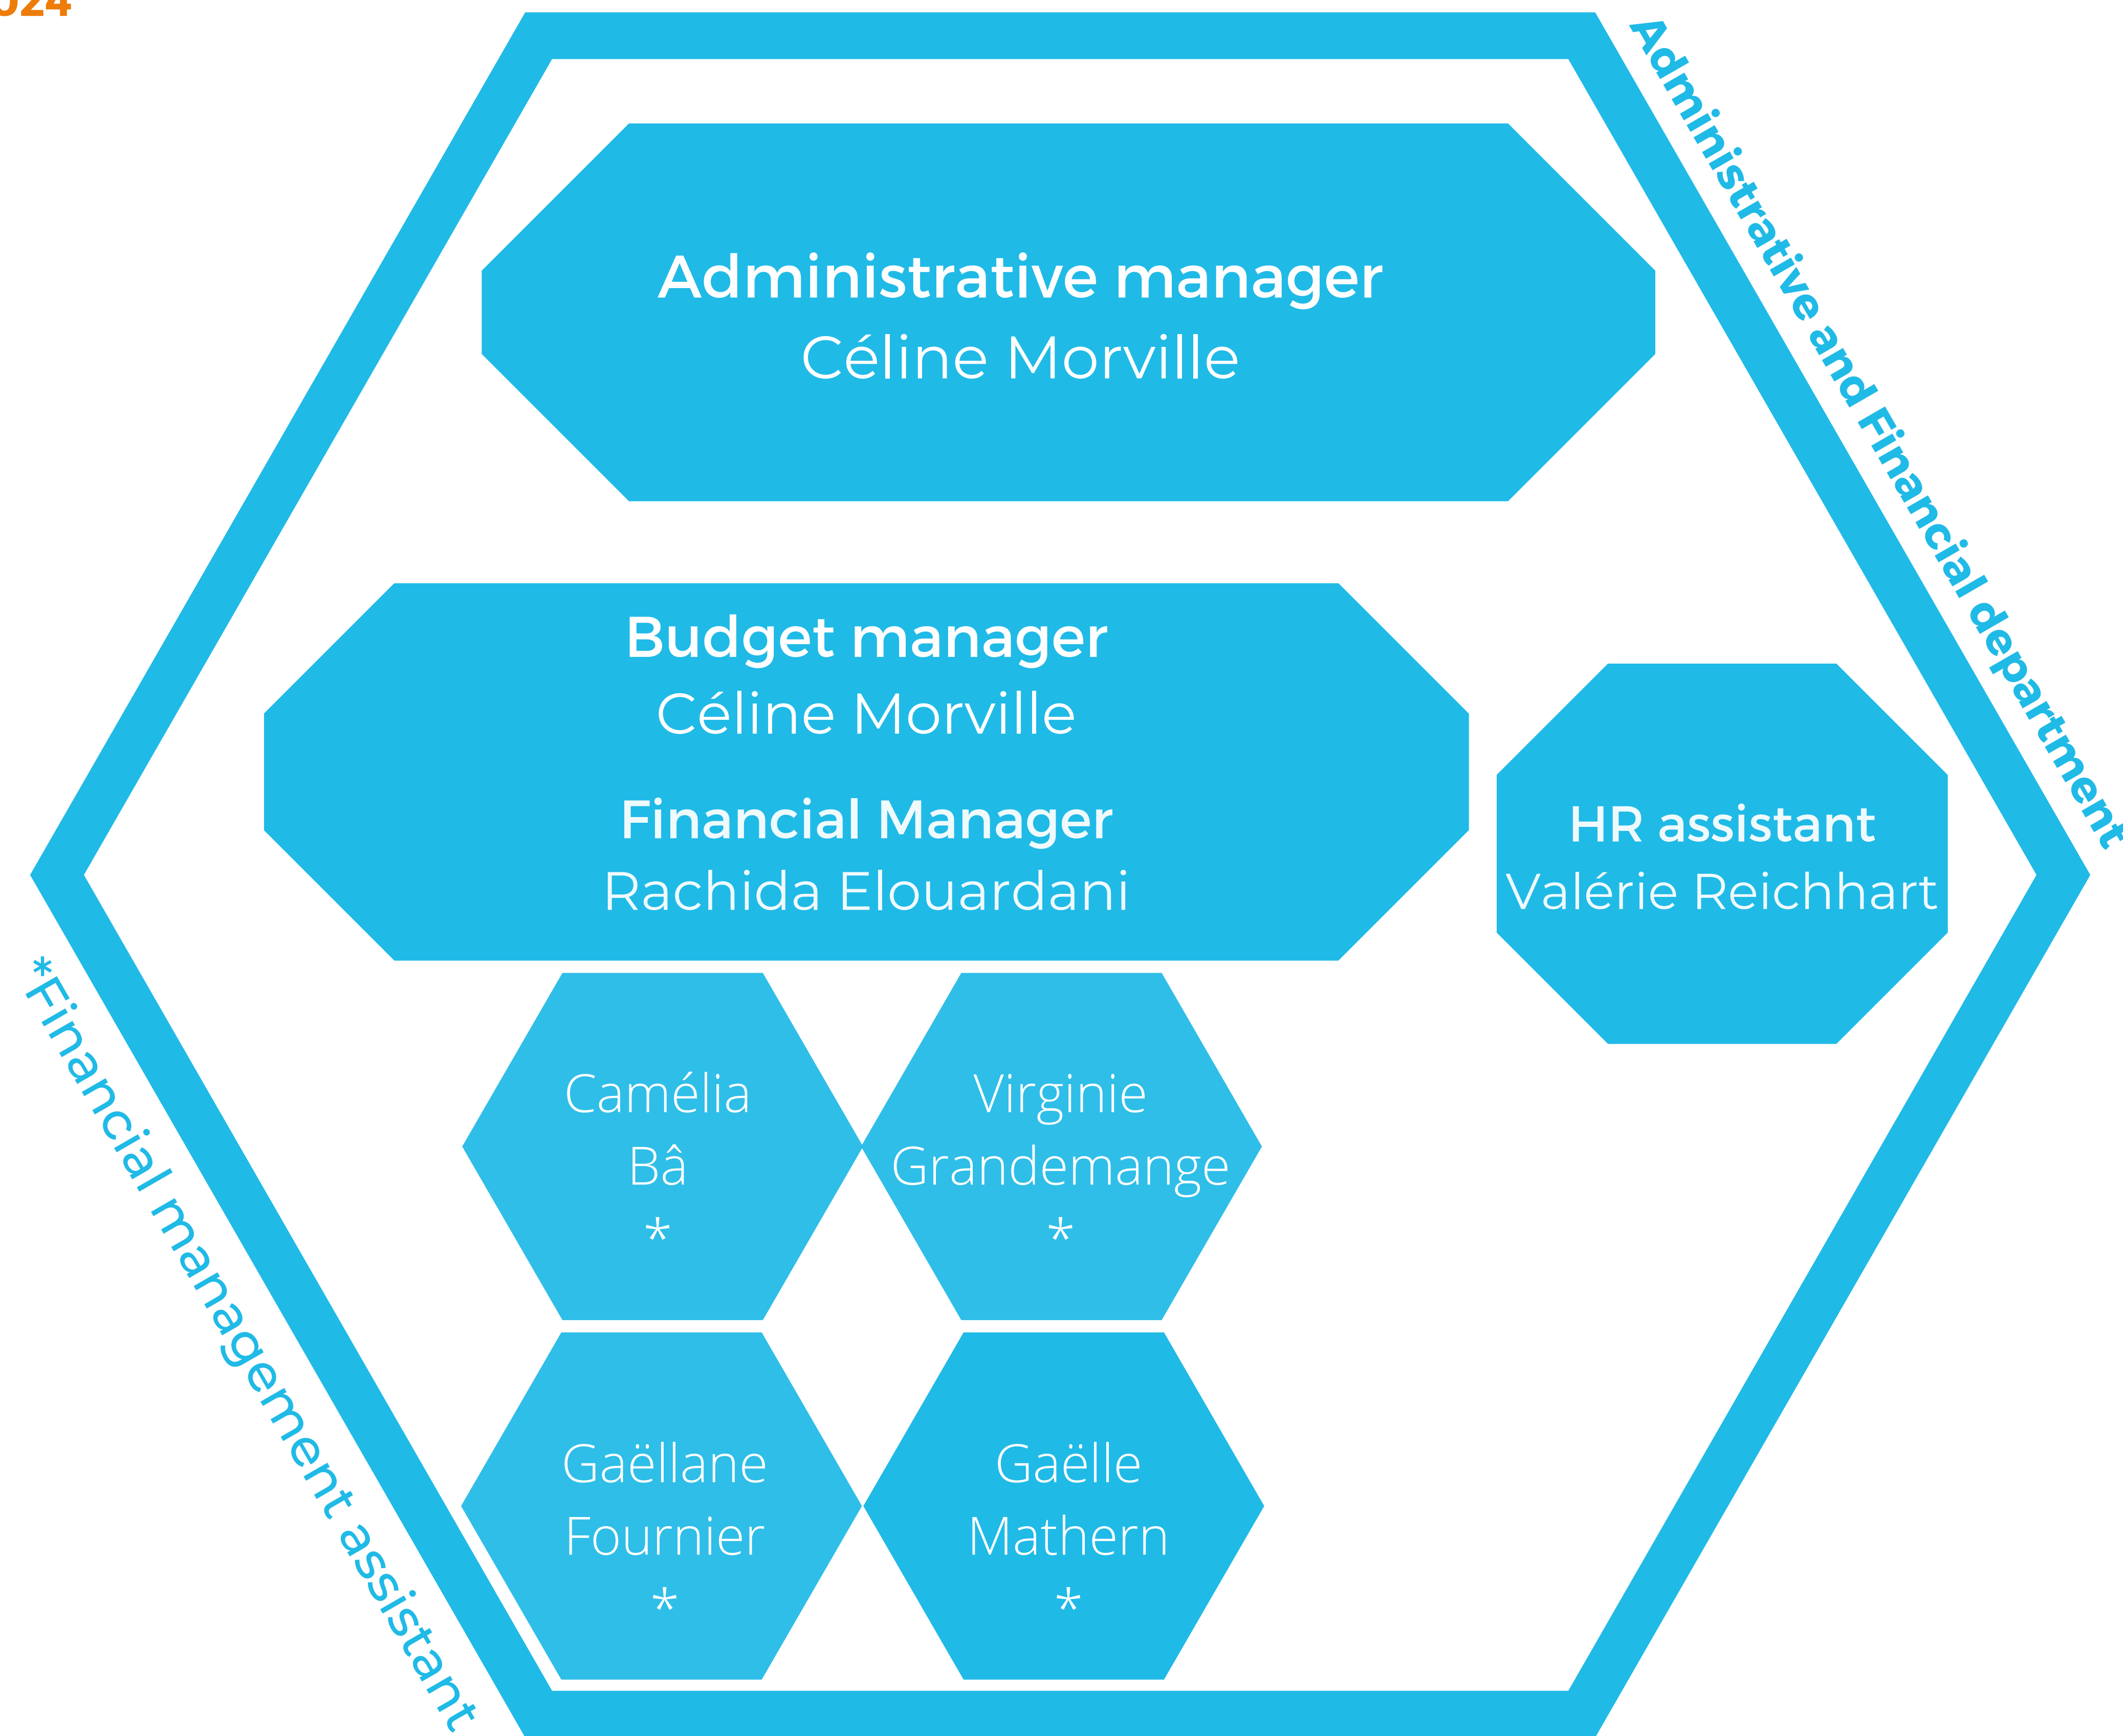 024
Administrative and Financial department
Administrative manager
Céline Morville
Budget manager
Céline Morville
Financial Manager
Rachida Elouardani
HR assistant
Valérie Reichhart
Camélia
Bâ
*
Virginie
Grandemange
*
Gaëllane
Fournier
*
Gaëlle
Mathern
*
*Financial management assistant